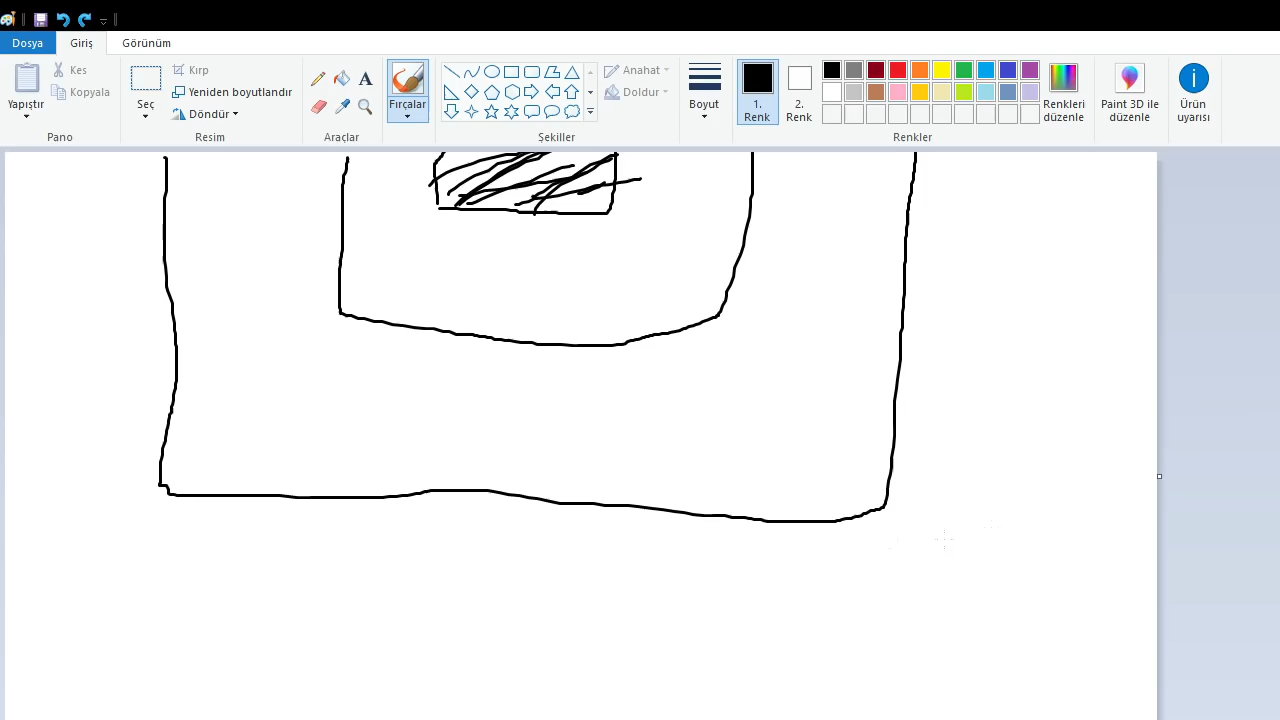 Dosya Giriş Görünüm
Yapıştır
Kes
Kopyala
Pano
Seç
Kırp
Yeniden boyutlandır
Döndür
Resim
A
Araçlar
Fırçalar
Anahat
Doldur
Şekiller
Boyut
1.
Renk
2.
Renk
Renkleri
düzenle
Renkler
Paint 3D ile
düzenle
Ürün
uyarısı